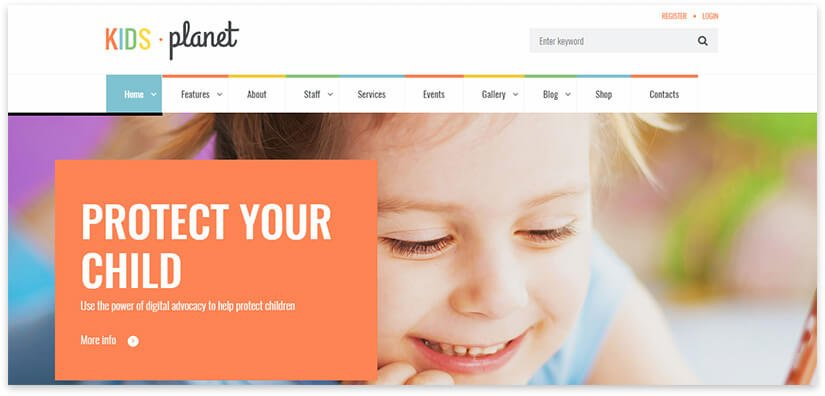 REGISTER • LOGIN
KIDS • planet
Enter keyword
Home Features About Staff Services Events Gallery Blog Shop Contacts
PROTECT YOUR
CHILD
Use the power of digital advocacy to help protect children
More info